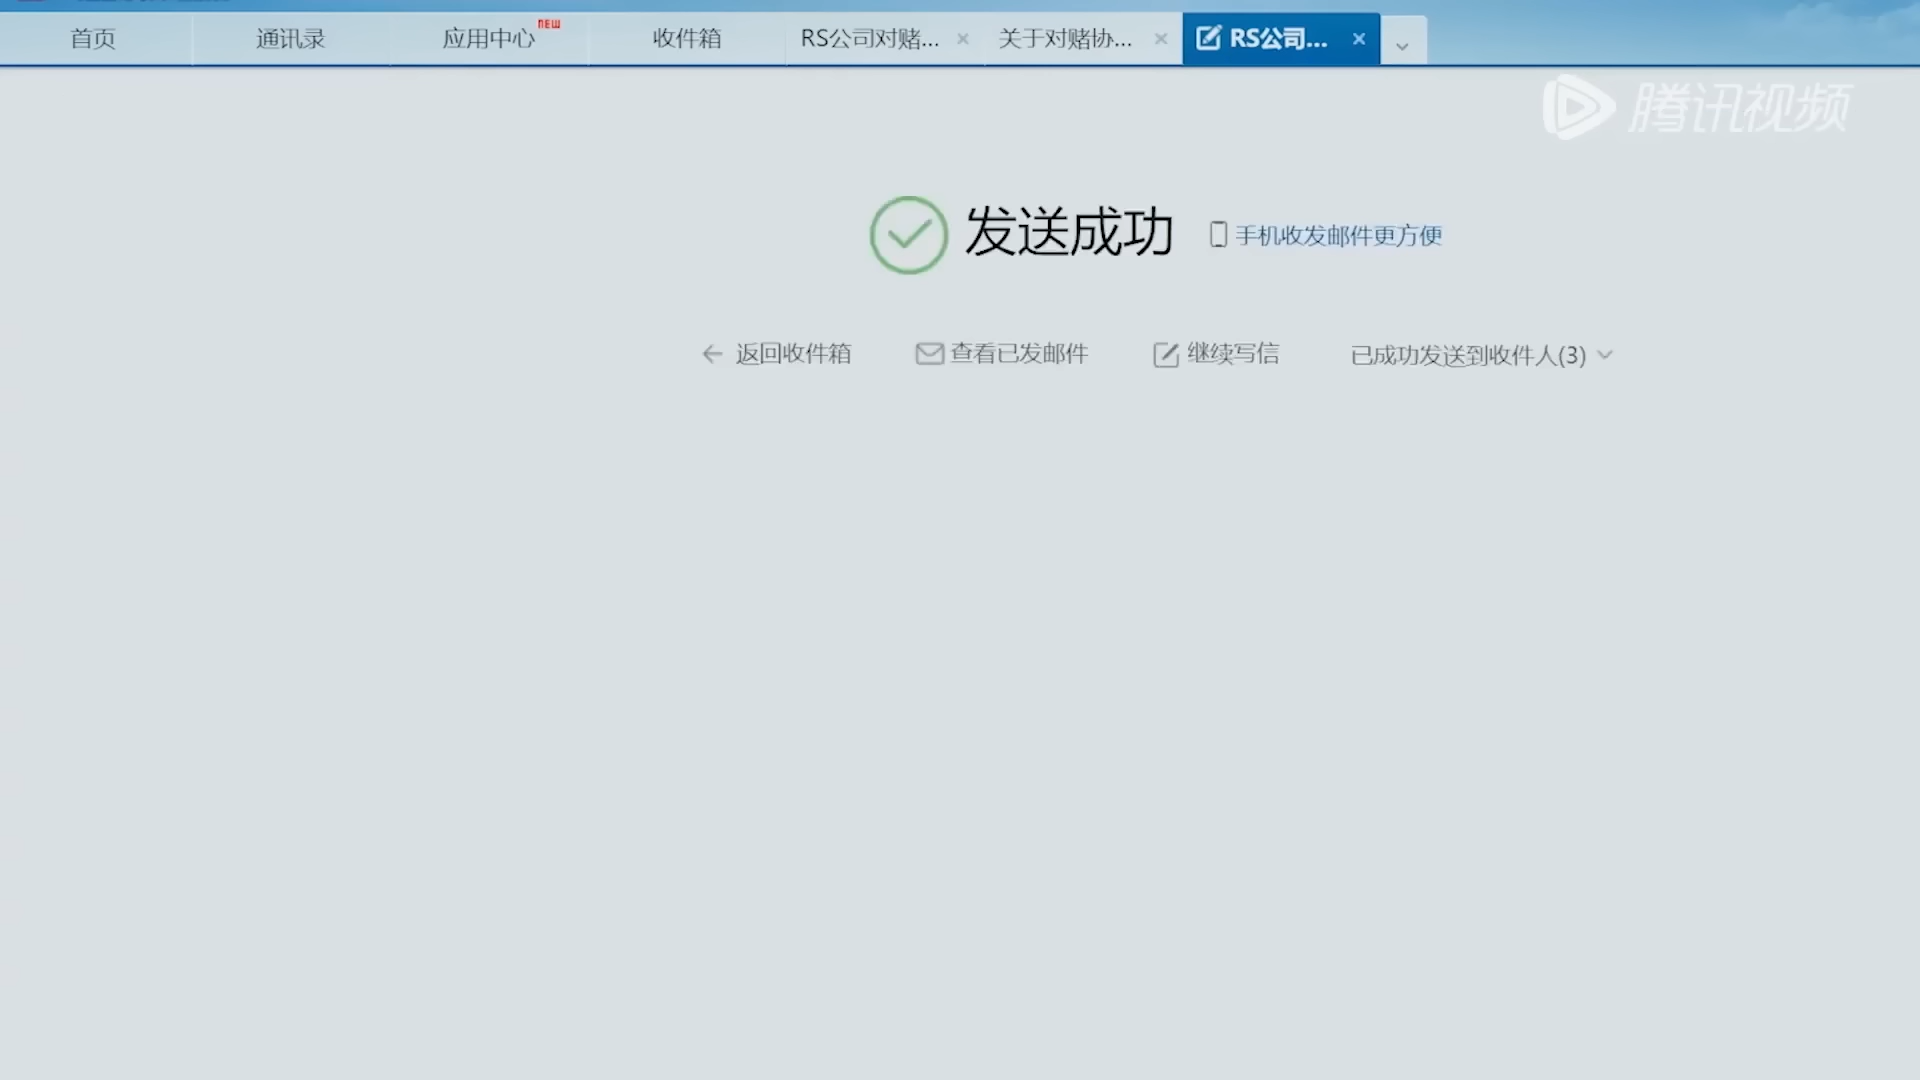 首页 通讯录 应用中心 NEW 收件箱 RS公司对赌... 关于对赌协... RS公司...
腾讯视频
发送成功 手机收发邮件更方便
返回收件箱 查看已发邮件 继续写信 已成功发送到收件人(3)